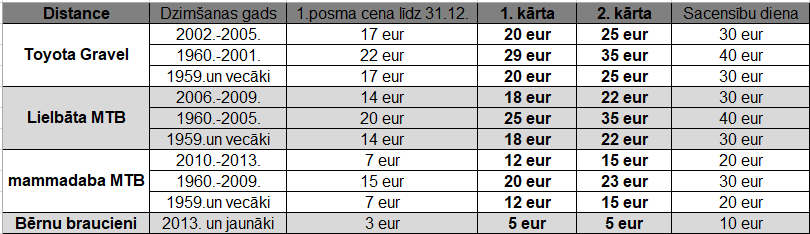 Distance Dzimšanas gads 1.posma cena līdz 31.12. 1. kārta 2. kārta Sacensību diena
2002.-2005. 17 eur 20 eur 25 eur 30 eur
Toyota Gravel 1960.-2001. 22 eur 29 eur 35 eur 40 eur
1959.un vecāki 17 eur 20 eur 25 eur 30 eur
2006.-2009. 14 eur 18 eur 22 eur 30 eur
Lielbāta MTB 1960.-2005. 20 eur 25 eur 35 eur 40 eur
1959.un vecāki 14 eur 18 eur 22 eur 30 eur
2010.-2013. 7 eur 12 eur 15 eur 20 eur
mammadaba MTB 1960.-2009. 15 eur 20 eur 23 eur 30 eur
1959.un vecāki 7 eur 12 eur 15 eur 20 eur
Bērnu braucieni 2013. un jaunāki 3 eur 5 eur 5 eur 10 eur